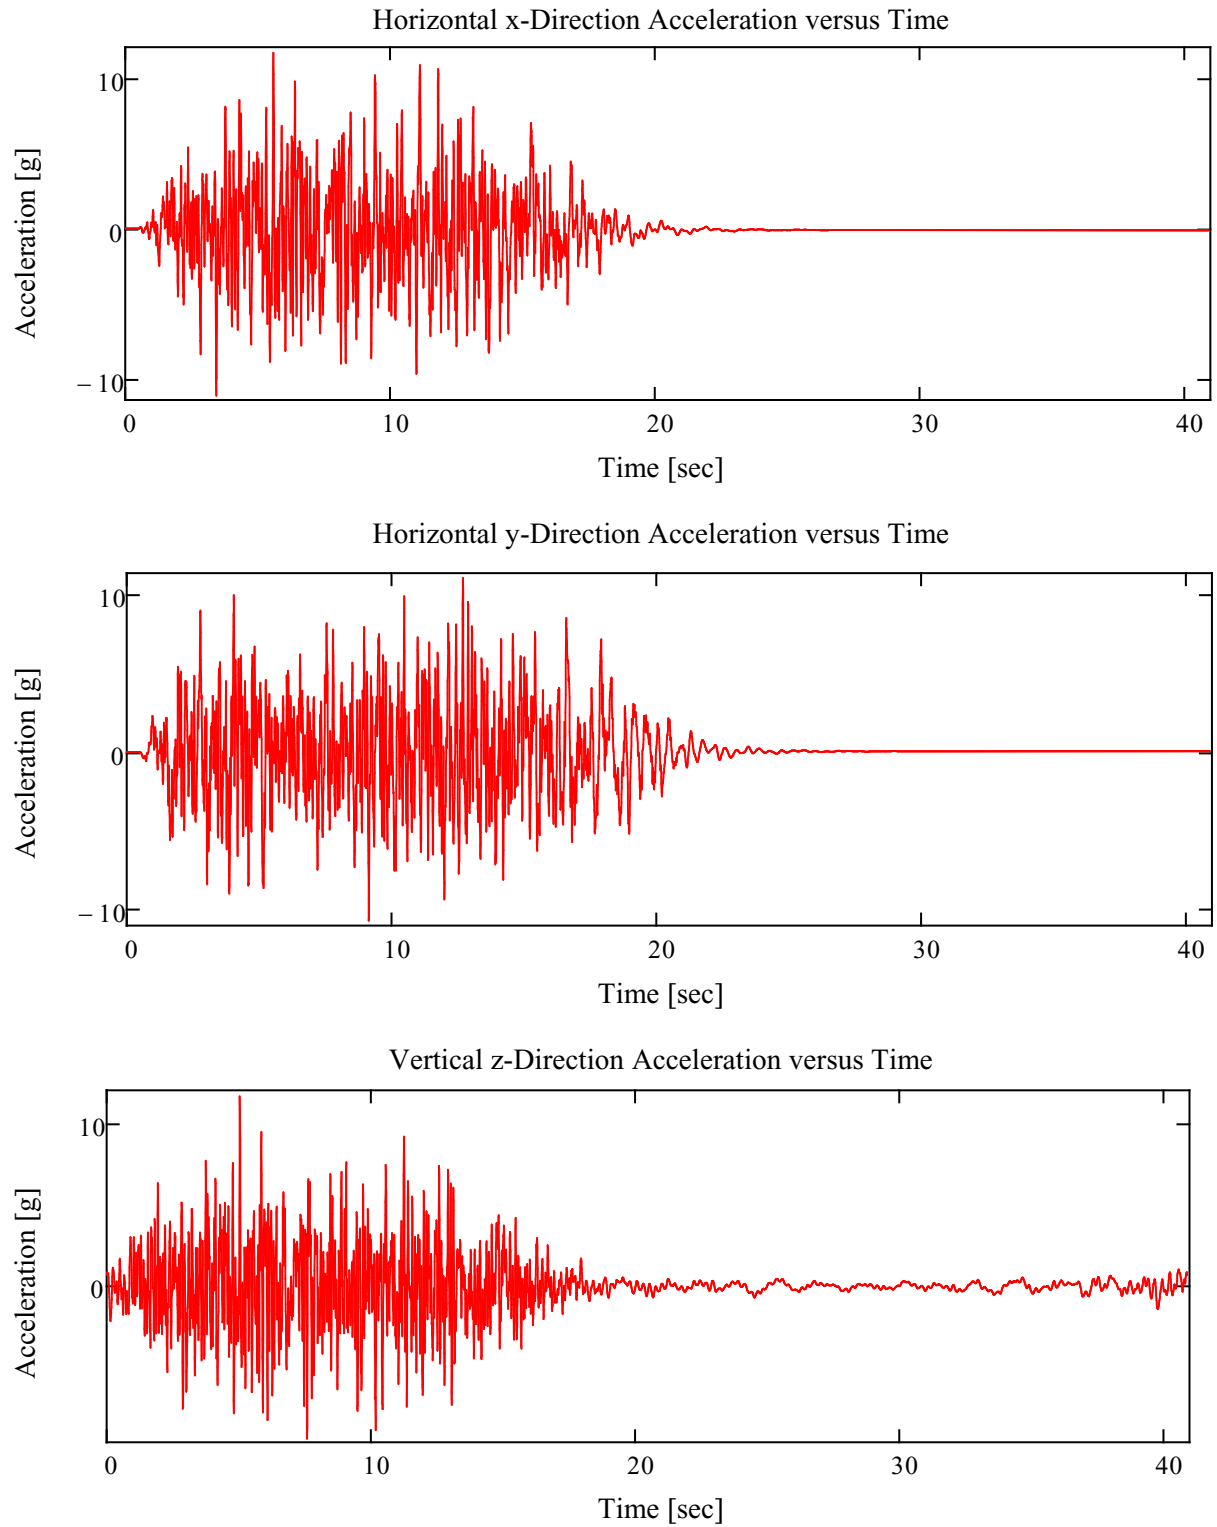 Horizontal x-Direction Acceleration versus Time
Acceleration [g]
10
0
– 10
0 10 20 30 40
Time [sec]
Horizontal y-Direction Acceleration versus Time
Acceleration [g]
10
0
– 10
0 10 20 30 40
Time [sec]
Vertical z-Direction Acceleration versus Time
Acceleration [g]
10
0
0 10 20 30 40
Time [sec]